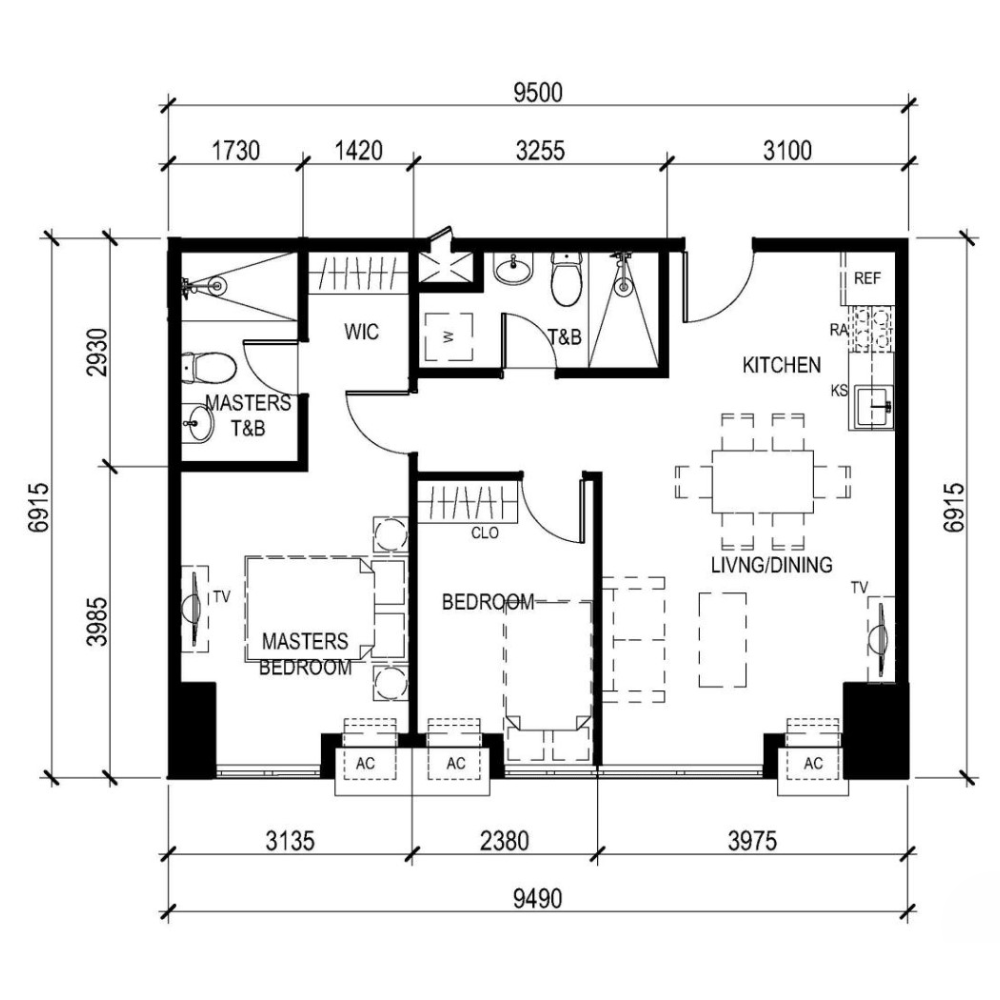 9500
1730
1420
3255
3100
REF
WIC
RA
T&B
W
2930
KITCHEN
KS
MASTERS
T&B
6915
6915
CLO
LIVNG/DINING
TV
TV
BEDROOM
3985
MASTERS
BEDROOM
AC
AC
AC
3135
2380
3975
9490